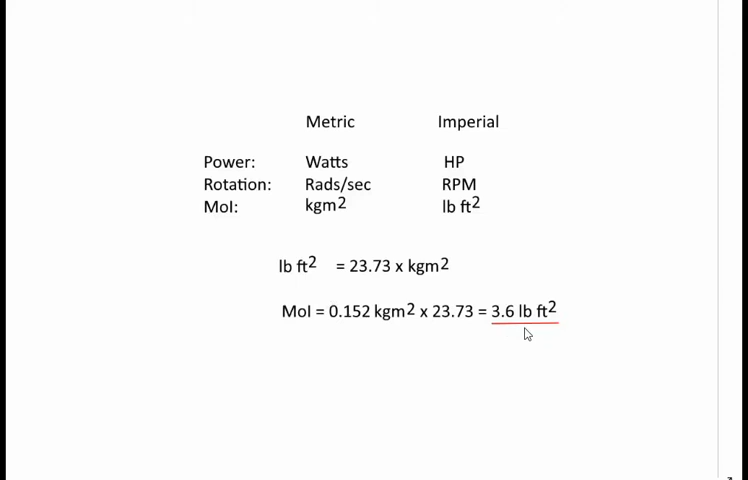 Metric Imperial
Power: Watts HP
Rotation: Rads/sec RPM
MoI: kgm2 lb ft2
lb ft2 = 23.73 x kgm2
MoI = 0.152 kgm2 x 23.73 = 3.6 lb ft2